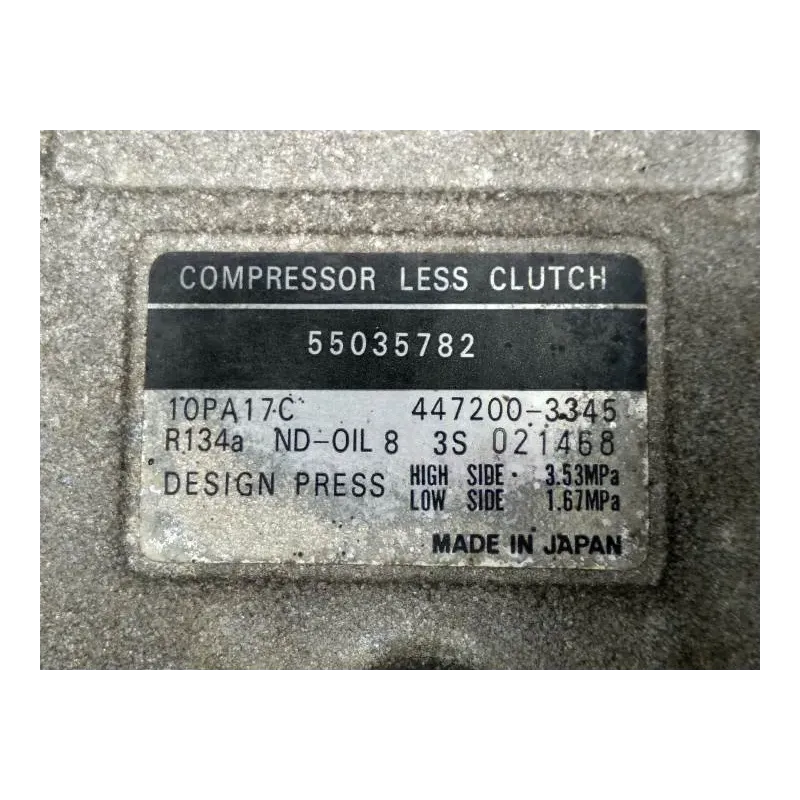 COMPRESSOR LESS CLUTCH
55035782
10PA17C 447200-3345
R134a ND-OIL 8 3S 021468
DESIGN PRESS HIGH SIDE 3.53MPa
LOW SIDE 1.67MPa
MADE IN JAPAN